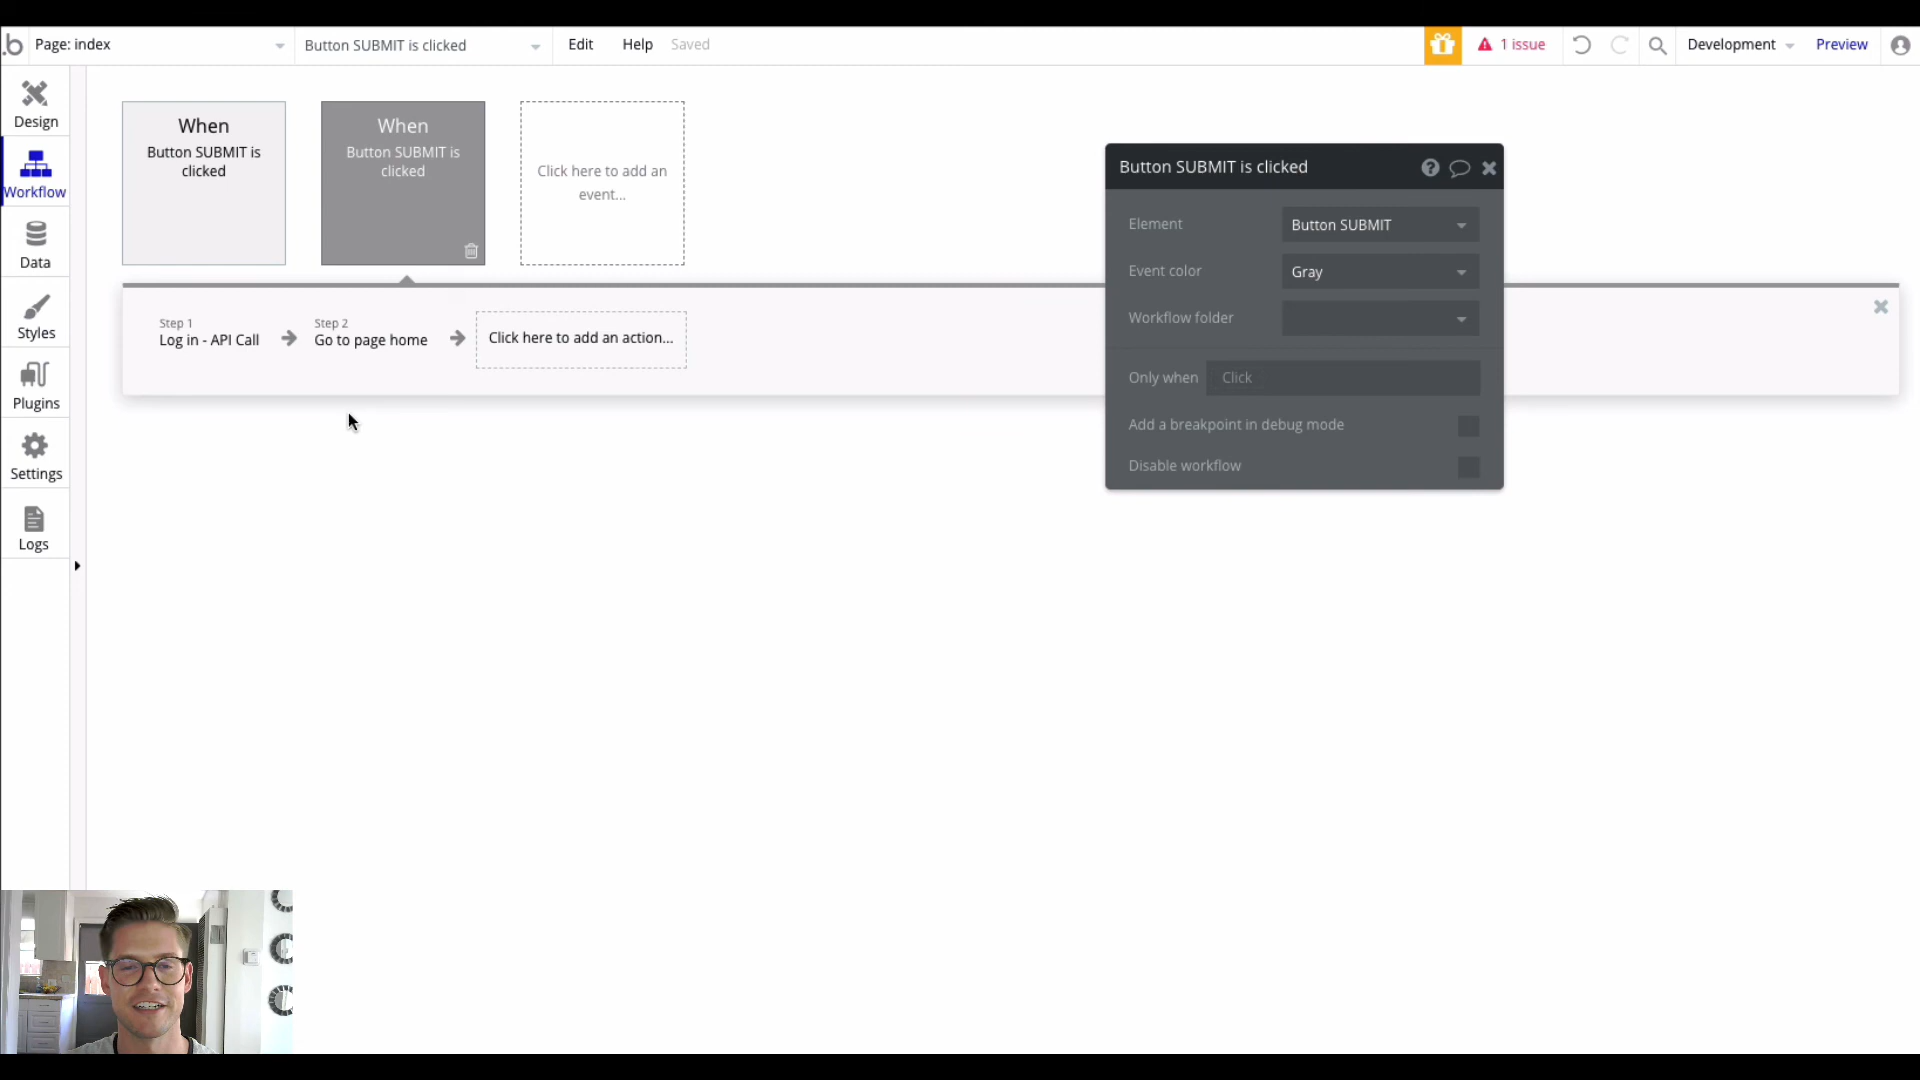 .b Page: index
Button SUBMIT is clicked
Edit
Help
Saved
1 issue
Development
Preview
Design
Workflow
Data
Styles
Plugins
Settings
Logs
When
Button SUBMIT is
clicked
When
Button SUBMIT is
clicked
Click here to add an
event...
Step 1
Log in - API Call
Step 2
Go to page home
Click here to add an action...
Button SUBMIT is clicked
?
Element
Button SUBMIT
Event color
Gray
Workflow folder
Only when
Click
Add a breakpoint in debug mode
Disable workflow